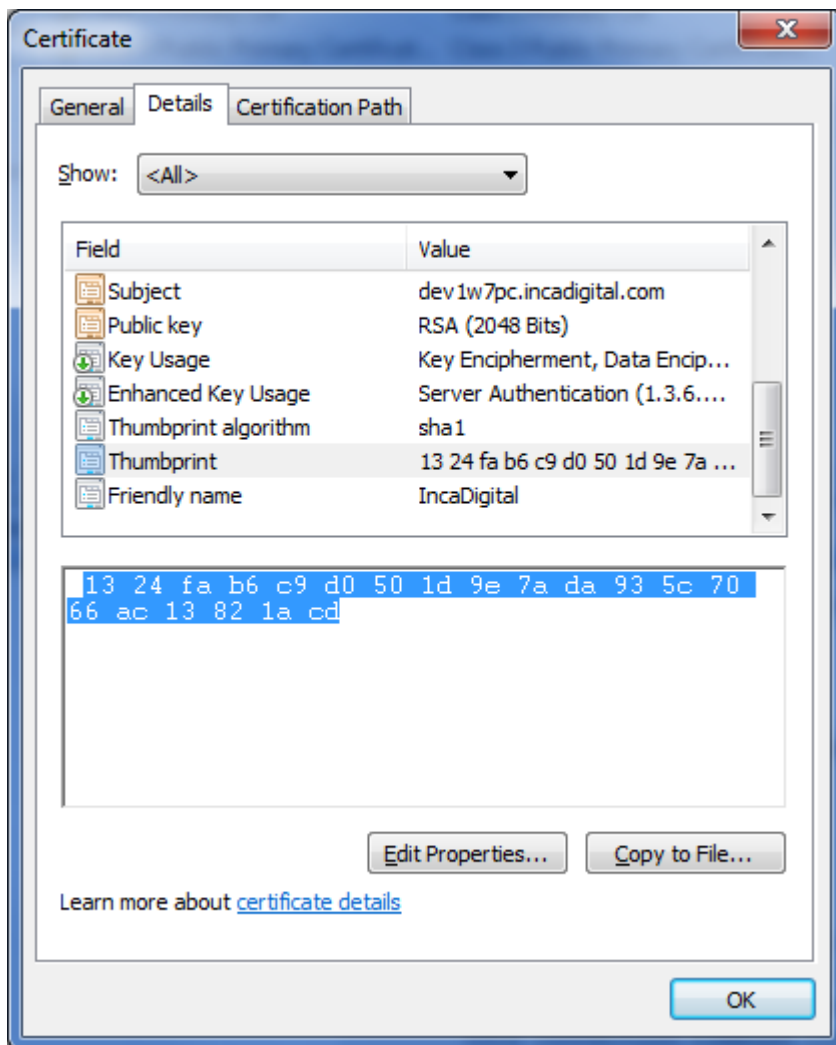 Certificate
General Details Certification Path
Show: <All>
Field Value
Subject dev1w7pc.incadigital.com
Public key RSA (2048 Bits)
Key Usage Key Encipherment, Data Encip...
Enhanced Key Usage Server Authentication (1.3.6....
Thumbprint algorithm sha1
Thumbprint 13 24 fa b6 c9 d0 50 1d 9e 7a ...
Friendly name IncaDigital
13 24 fa b6 c9 d0 50 1d 9e 7a da 93 5c 70
66 ac 13 82 1a cd
Edit Properties... Copy to File...
Learn more about certificate details
OK